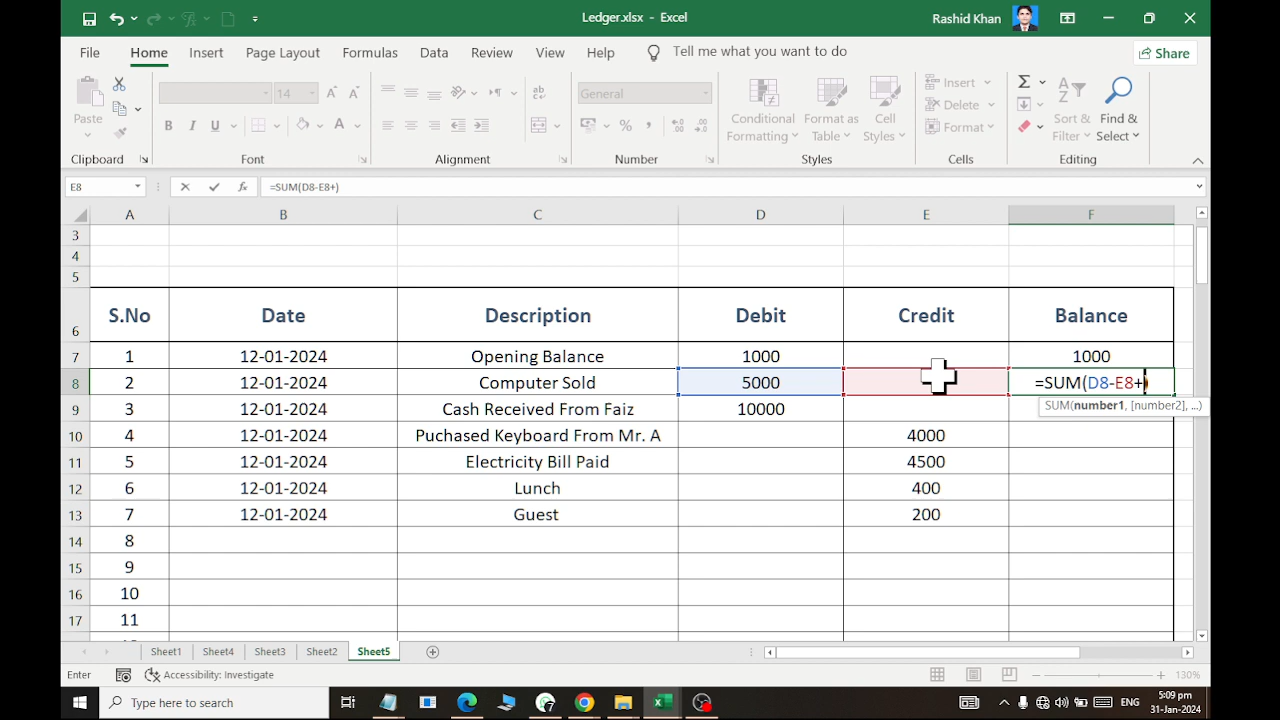 Ledger.xlsx - Excel
Rashid Khan
File Home Insert Page Layout Formulas Data Review View Help Tell me what you want to do Share
14 General
Paste B I U A
Conditional Formatting Format as Table Cell Styles
Insert Delete Format
Sort & Filter Find & Select
Clipboard Font Alignment Number Styles Cells Editing
E8 fx =SUM(D8-E8+)
A B C D E F
3
4
5
6 S.No Date Description Debit Credit Balance
7 1 12-01-2024 Opening Balance 1000 1000
8 2 12-01-2024 Computer Sold 5000 =SUM(D8-E8+)
SUM(number1, [number2], ...)
9 3 12-01-2024 Cash Received From Faiz 10000
10 4 12-01-2024 Puchased Keyboard From Mr. A 4000
11 5 12-01-2024 Electricity Bill Paid 4500
12 6 12-01-2024 Lunch 400
13 7 12-01-2024 Guest 200
14 8
15 9
16 10
17 11
Sheet1 Sheet4 Sheet3 Sheet2 Sheet5
Enter Accessibility: Investigate 130%
Type here to search ENG 5:09 pm
31-Jan-2024